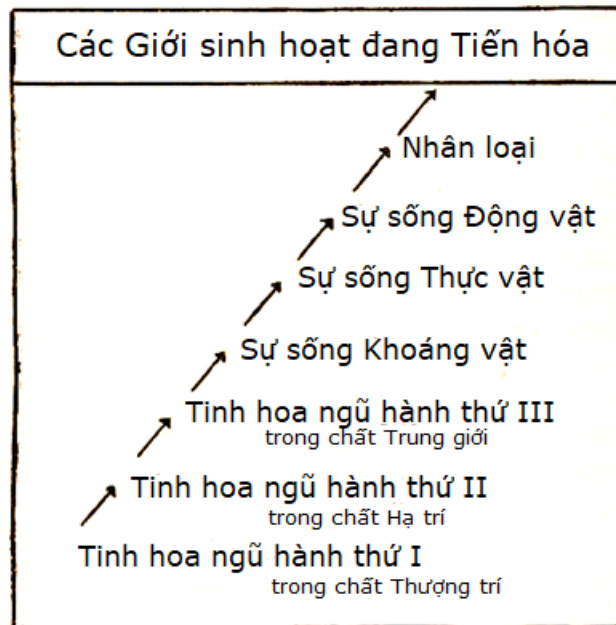 Các Giới sinh hoạt đang Tiến hóa
Nhân loại
Sự sống Động vật
Sự sống Thực vật
Sự sống Khoáng vật
Tinh hoa ngũ hành thứ III
trong chất Trung giới
Tinh hoa ngũ hành thứ II
trong chất Hạ trí
Tinh hoa ngũ hành thứ I
trong chất Thượng trí